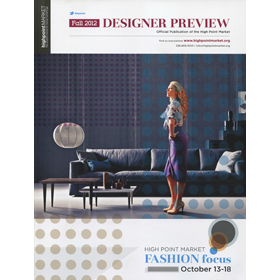 highpointMARKET
Fall 2012 DESIGNER PREVIEW
Official Publication of the High Point Market
www.highpointmarket.org
HIGH POINT MARKET
FASHION focus
October 13-18